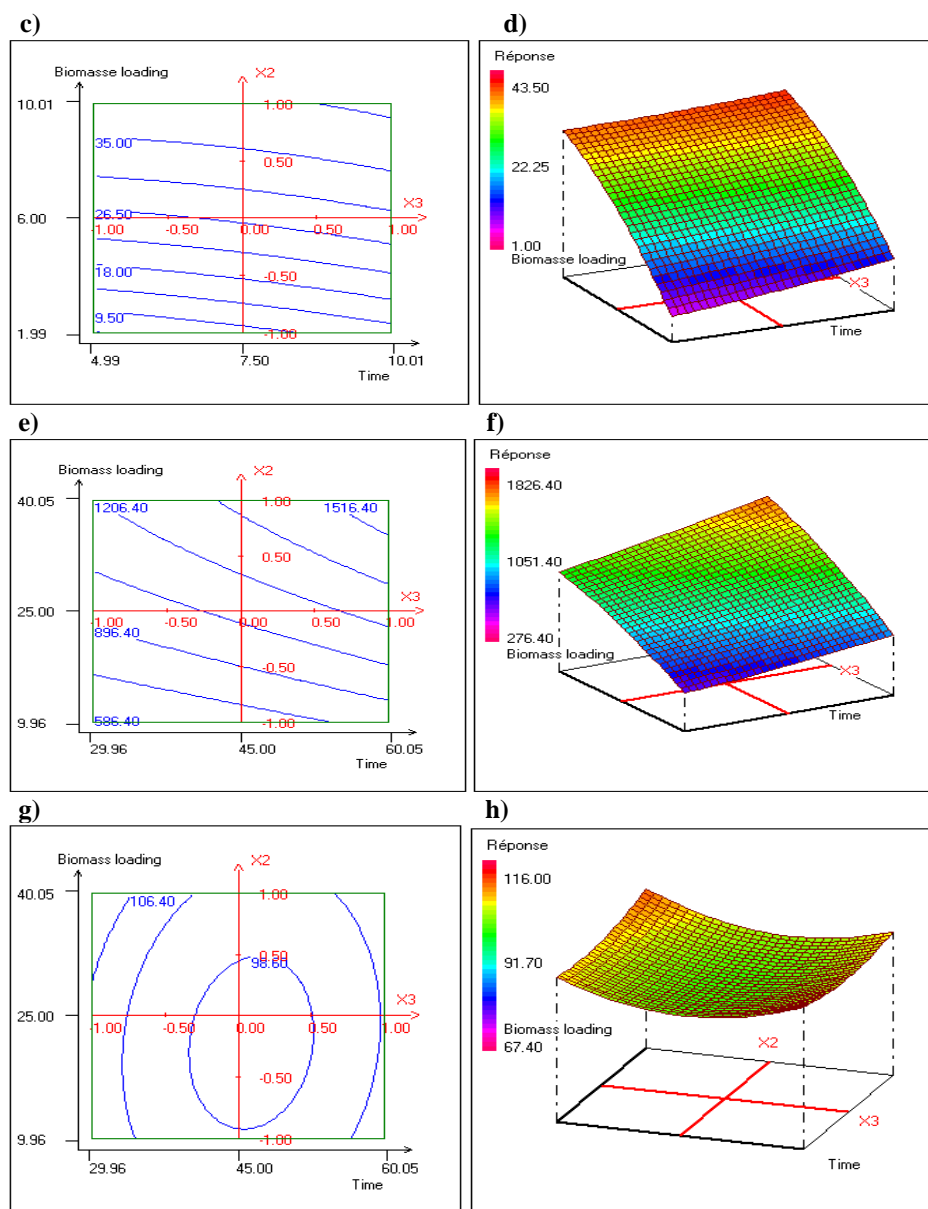 c)
Biomasse loading
X2
10.01
1.00
35.00
0.50
X3
6.00
26.50
-1.00
-0.50
0.00
0.50
1.00
18.00
-0.50
9.50
-1.00
1.99
4.99
7.50
10.01
Time
d)
Réponse
43.50
22.25
1.00
Biomasse loading
X3
Time
e)
Biomass loading
X2
40.05
1206.40
1.00
1516.40
0.50
X3
25.00
-1.00
-0.50
0.00
0.50
1.00
896.40
-0.50
586.40
-1.00
9.96
29.96
45.00
60.05
Time
f)
Réponse
1826.40
1051.40
276.40
Biomass loading
X3
Time
g)
Biomass loading
X2
40.05
106.40
1.00
0.50
98.60
X3
25.00
-1.00
-0.50
0.00
0.50
1.00
-0.50
9.96
-1.00
29.96
45.00
60.05
Time
h)
Réponse
116.00
91.70
Biomass loading
67.40
X2
X3
Time